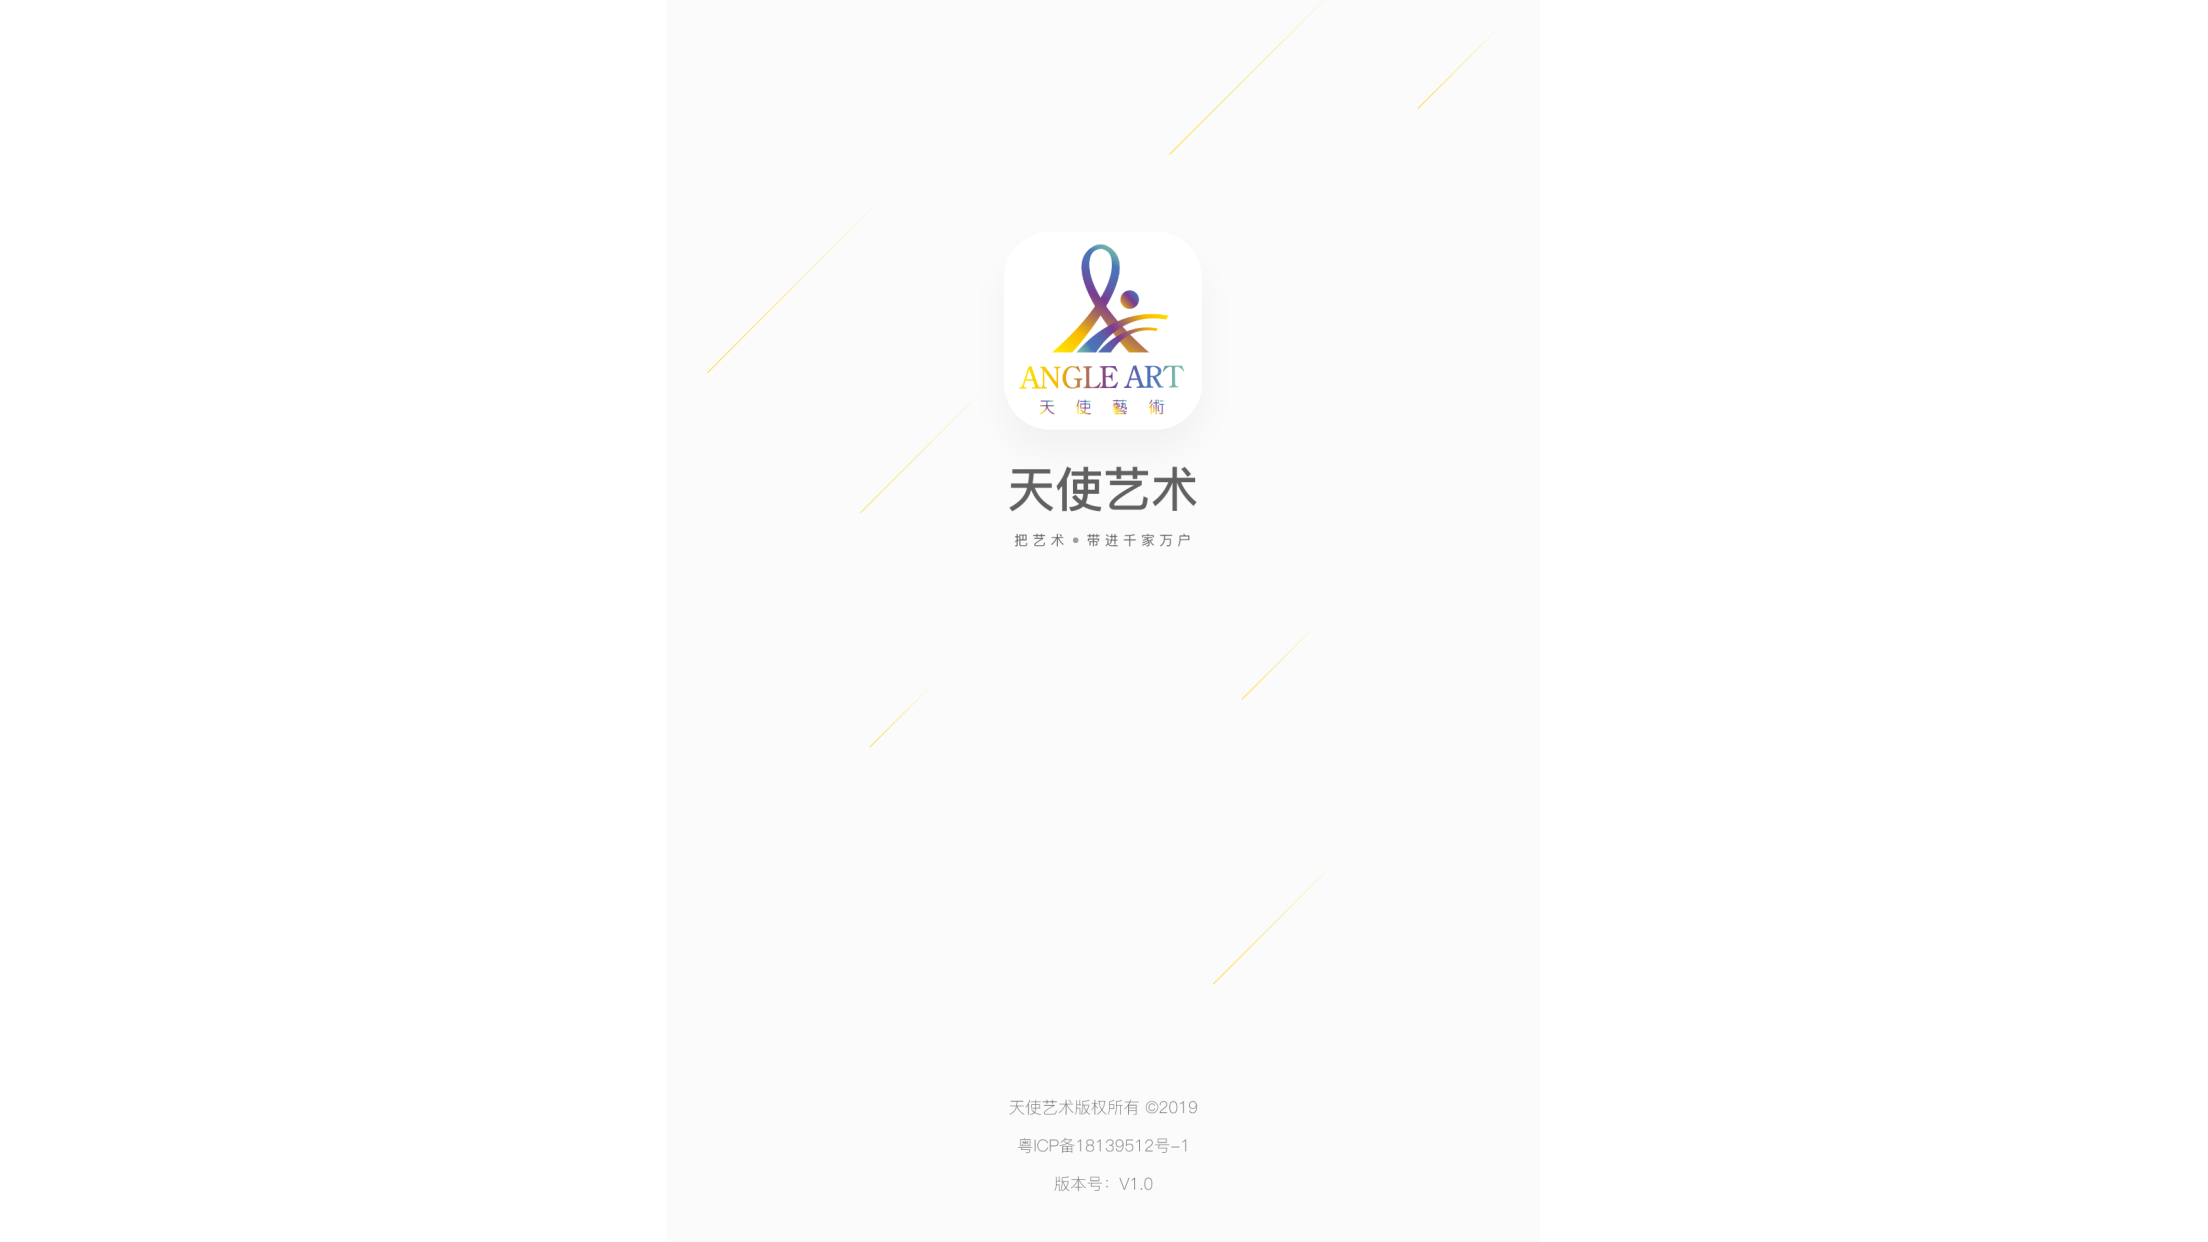 ANGLE ART
天使藝術
天使艺术
把艺术•带进千家万户
天使艺术版权所有 ©2019
粤ICP备18139512号-1
版本号：V1.0